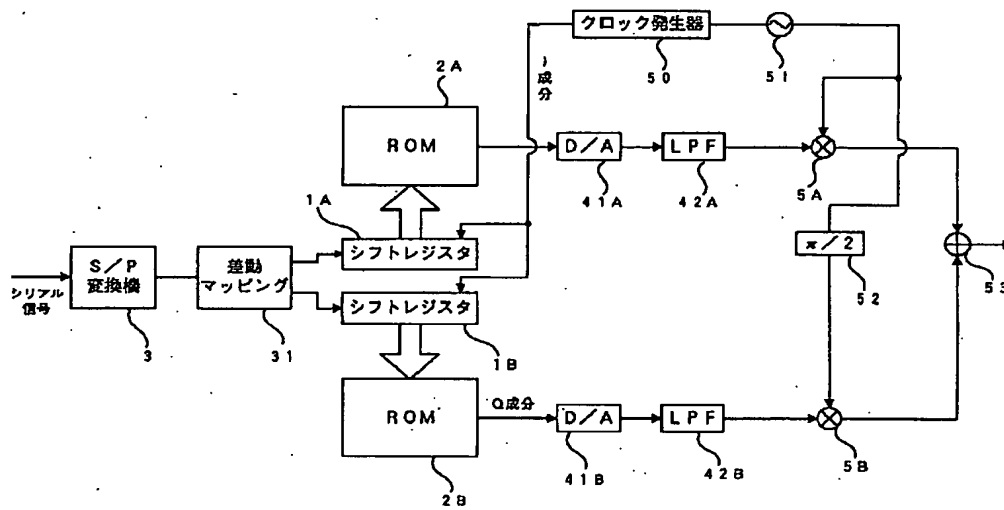 クロック発生器
50
51
I
成分
2A
ROM
D/A
41A
LPF
42A
5A
1A
シフトレジスタ
π/2
52
53
シリアル
信号
S/P
変換機
3
差動
マッピング
31
シフトレジスタ
1B
ROM
2B
Q成分
D/A
41B
LPF
42B
5B